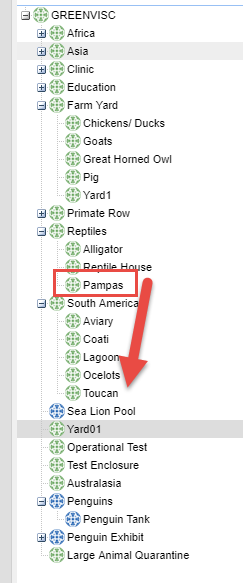 GREENVISC
Africa
Asia
Clinic
Education
Farm Yard
Chickens/ Ducks
Goats
Great Horned Owl
Pig
Yard1
Primate Row
Reptiles
Alligator
Reptile House
Pampas
South America
Aviary
Coati
Lagoon
Ocelots
Toucan
Sea Lion Pool
Yard01
Operational Test
Test Enclosure
Australasia
Penguins
Penguin Tank
Penguin Exhibit
Large Animal Quarantine